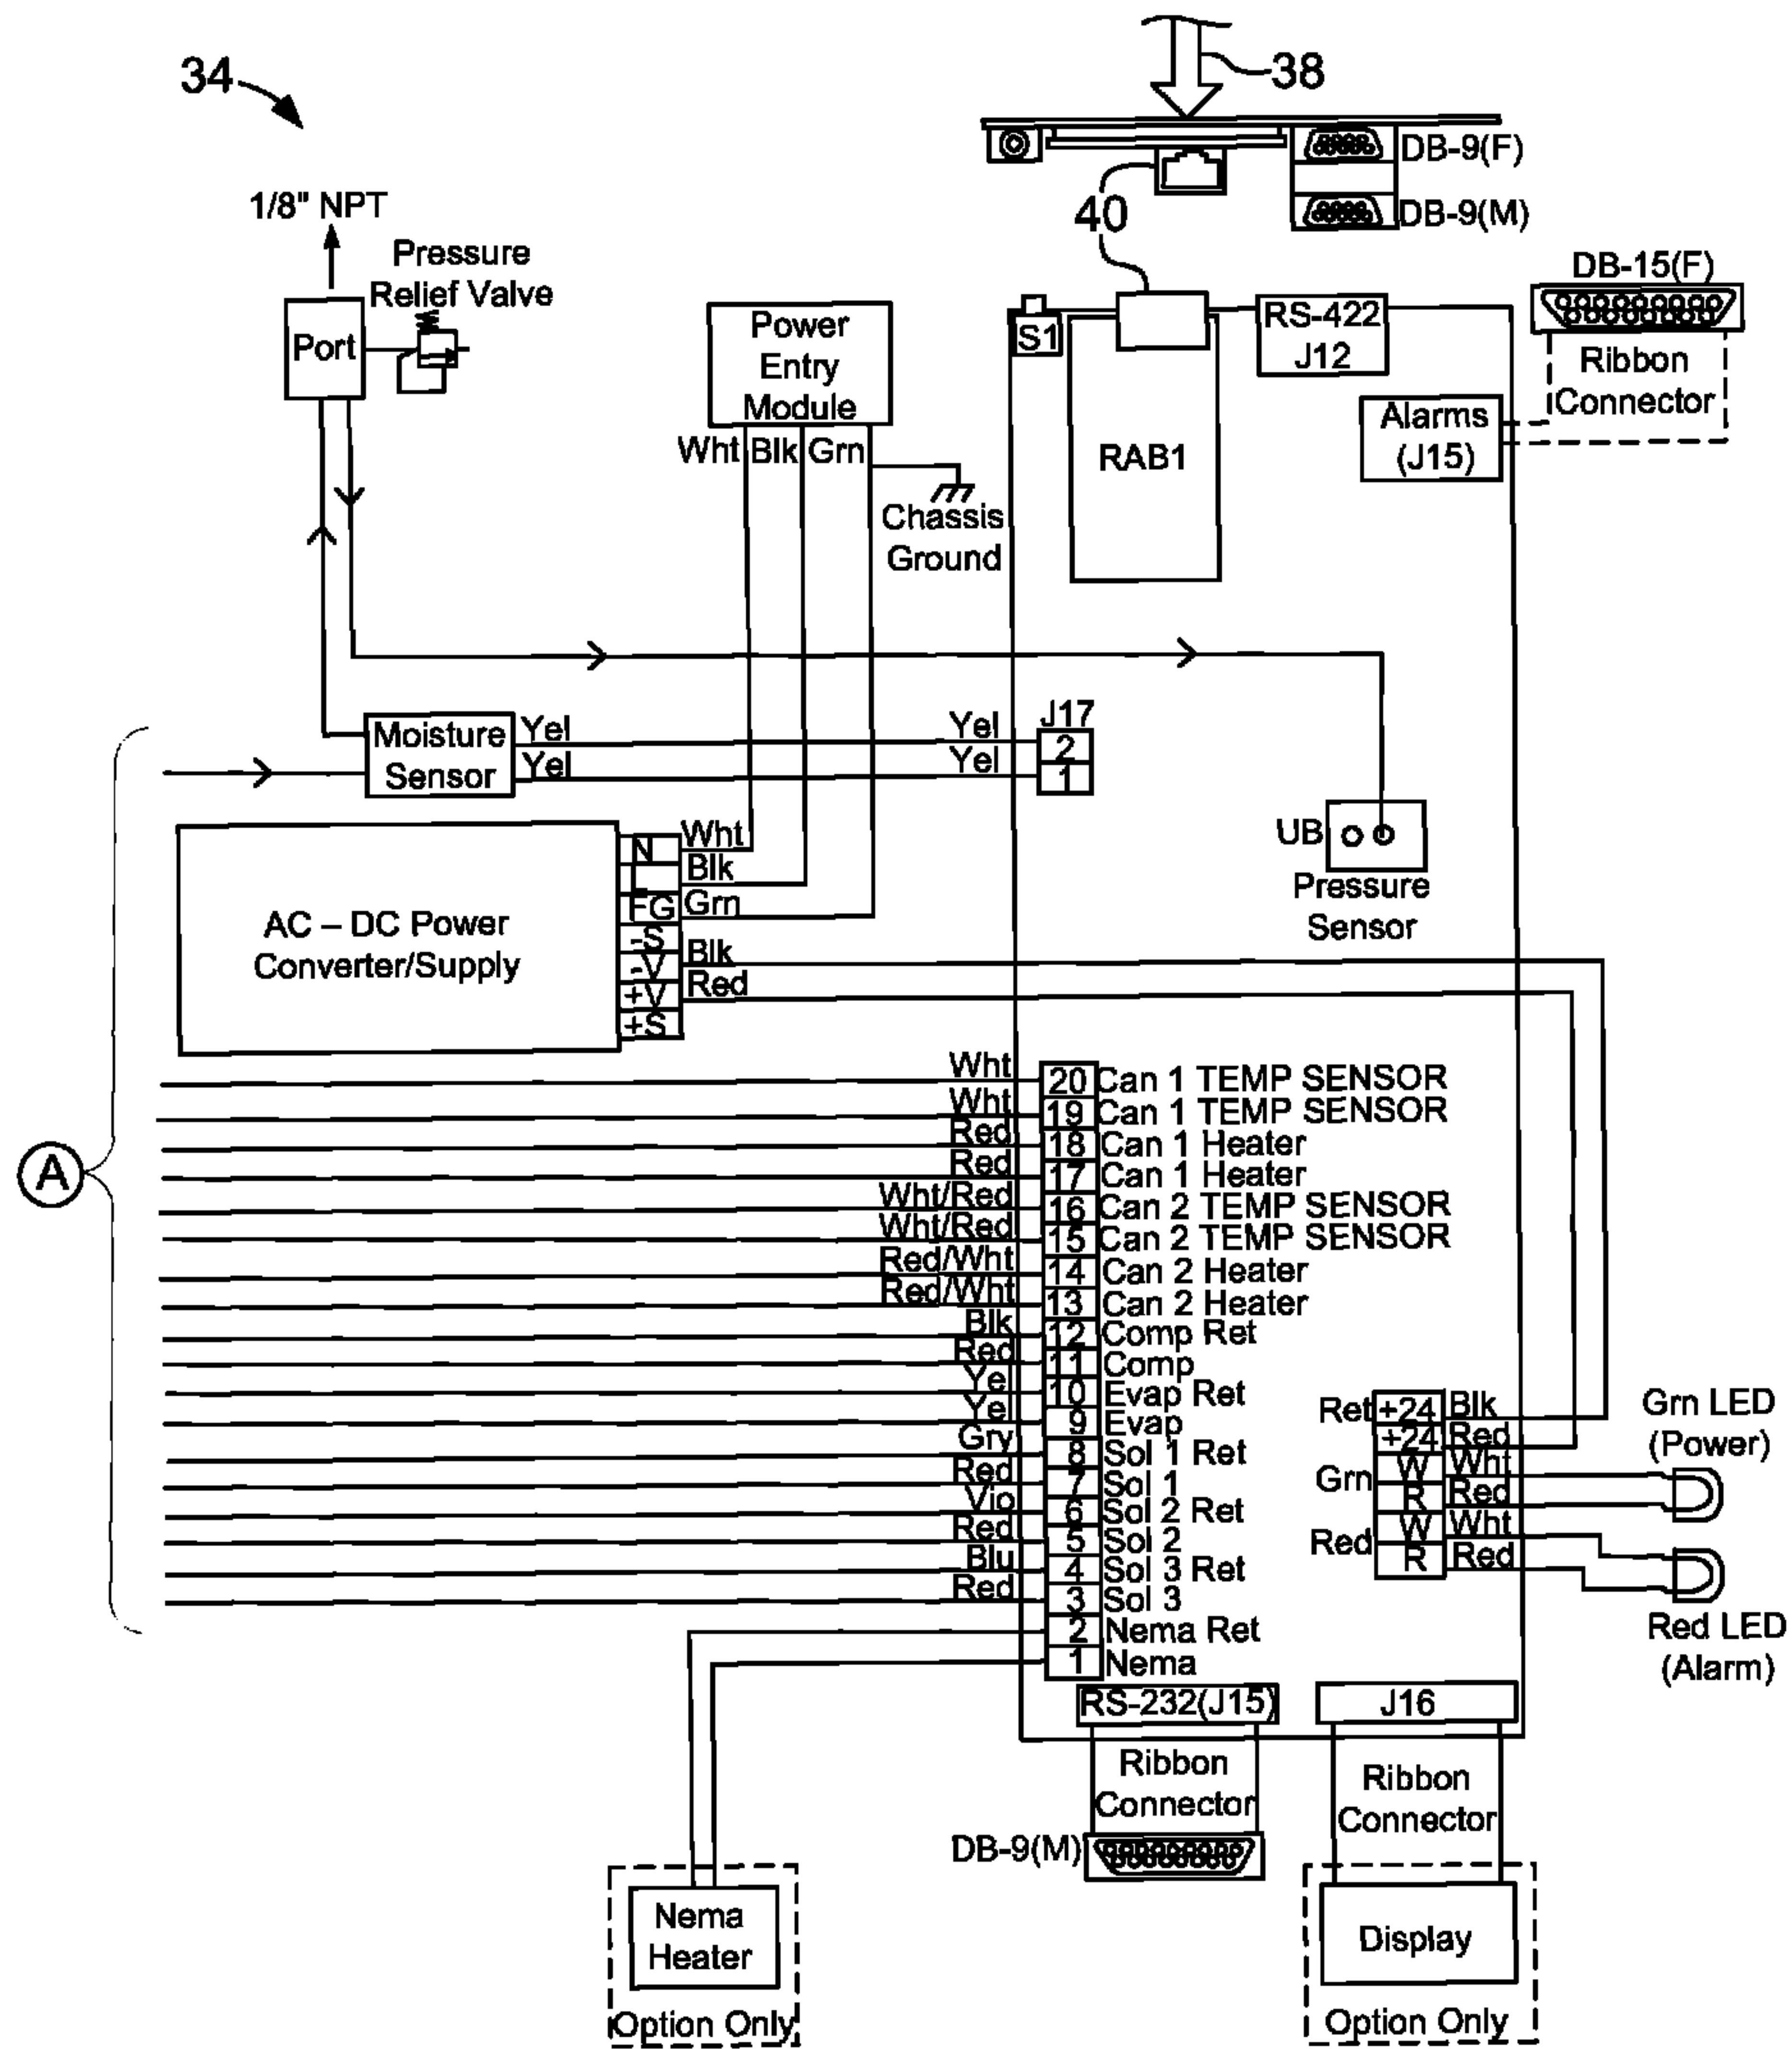 34
38
DB-9(F)
40
DB-9(M)
1/8" NPT
Pressure
Relief Valve
Port
Power
Entry
Module
S1
RS-422
J12
DB-15(F)
Ribbon
Connector
Alarms
(J15)
RAB1
Wht Blk Grn
Chassis
Ground
Moisture
Sensor
Yel
Yel
Yel
Yel
J17
2
1
UB
Pressure
Sensor
AC – DC Power
Converter/Supply
N Wht
L Blk
FG Grn
-S
-V Blk
+V Red
+S
A
Wht 20 Can 1 TEMP SENSOR
Wht 19 Can 1 TEMP SENSOR
Red 18 Can 1 Heater
Red 17 Can 1 Heater
Wht/Red 16 Can 2 TEMP SENSOR
Wht/Red 15 Can 2 TEMP SENSOR
Red/Wht 14 Can 2 Heater
Red/Wht 13 Can 2 Heater
Blk 12 Comp Ret
Red 11 Comp
Yel 10 Evap Ret
Yel 9 Evap
Gry 8 Sol 1 Ret
Red 7 Sol 1
Vio 6 Sol 2 Ret
Red 5 Sol 2
Blu 4 Sol 3 Ret
Red 3 Sol 3
2 Nema Ret
1 Nema
Ret +24 Blk
+24 Red
Grn W Wht
R Red
Red W Wht
R Red
Grn LED
(Power)
Red LED
(Alarm)
RS-232(J15)
J16
Ribbon
Connector
Ribbon
Connector
DB-9(M)
Nema
Heater
Option Only
Display
Option Only